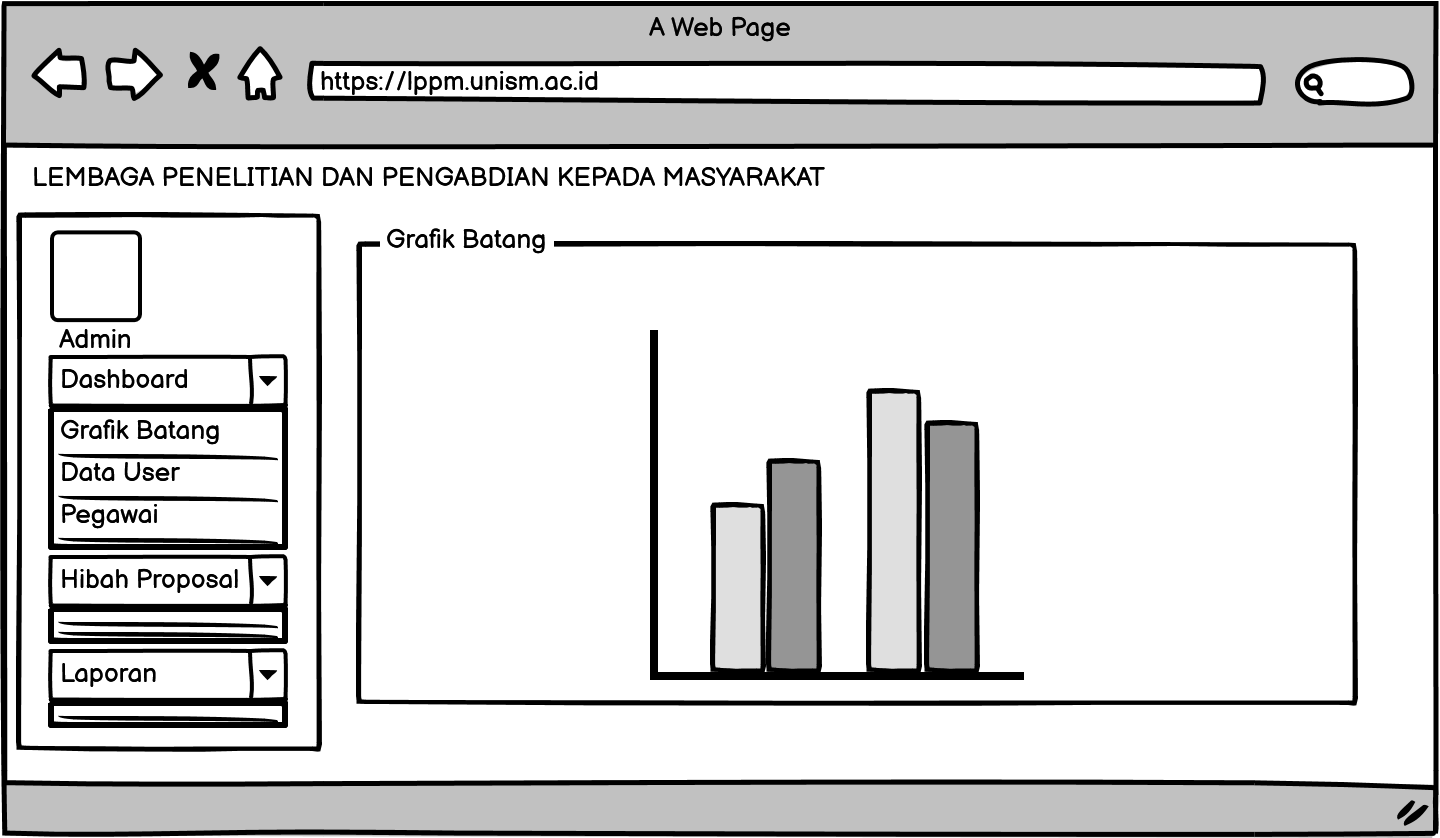 A Web Page
https://lppm.unism.ac.id
LEMBAGA PENELITIAN DAN PENGABDIAN KEPADA MASYARAKAT
Admin
Dashboard
Grafik Batang
Data User
Pegawai
Hibah Proposal
Laporan
Grafik Batang